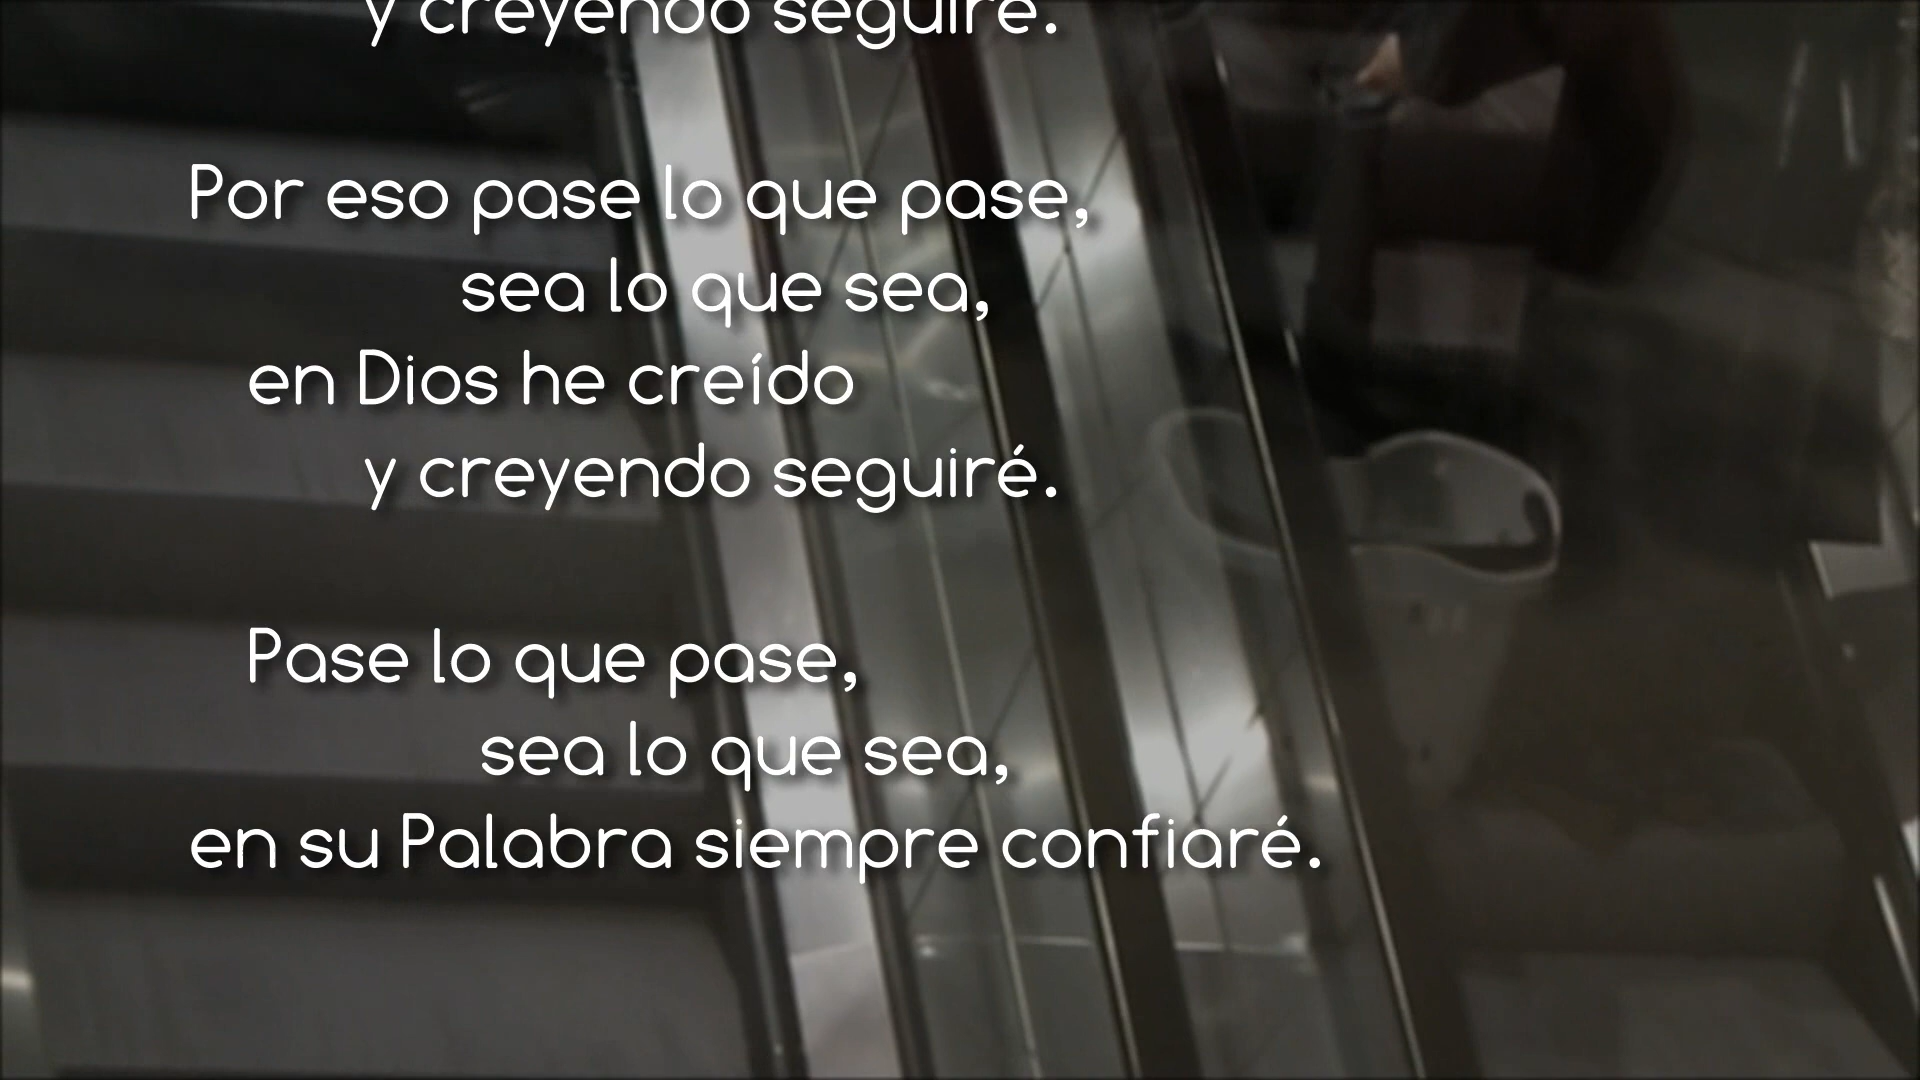 y creyendo seguiré.
Por eso pase lo que pase,
sea lo que sea,
en Dios he creído
y creyendo seguiré.
Pase lo que pase,
sea lo que sea,
en su Palabra siempre confiaré.